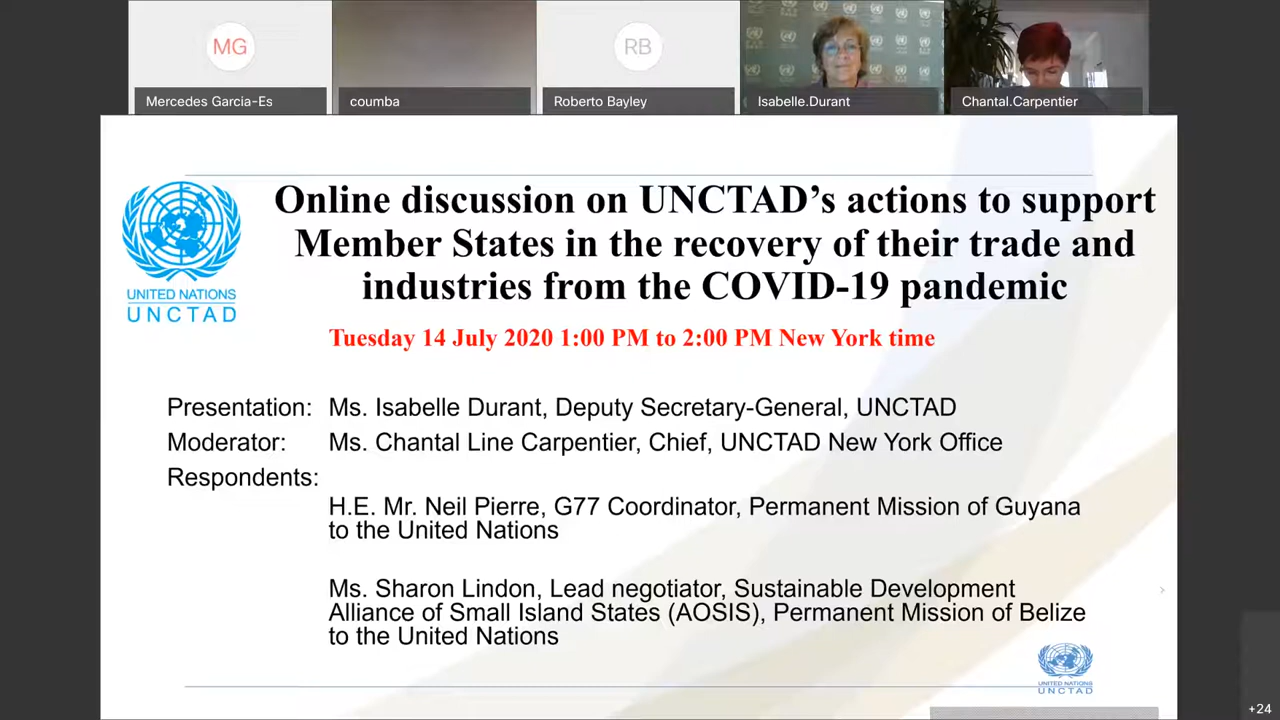 MG
RB
Mercedes Garcia-Es
coumba
Roberto Bayley
Isabelle.Durant
Chantal.Carpentier
UNITED NATIONS
UNCTAD
Online discussion on UNCTAD’s actions to support
Member States in the recovery of their trade and
industries from the COVID-19 pandemic
Tuesday 14 July 2020 1:00 PM to 2:00 PM New York time
Presentation: Ms. Isabelle Durant, Deputy Secretary-General, UNCTAD
Moderator: Ms. Chantal Line Carpentier, Chief, UNCTAD New York Office
Respondents:
H.E. Mr. Neil Pierre, G77 Coordinator, Permanent Mission of Guyana
to the United Nations
Ms. Sharon Lindon, Lead negotiator, Sustainable Development
Alliance of Small Island States (AOSIS), Permanent Mission of Belize
to the United Nations
UNITED NATIONS
UNCTAD
+24